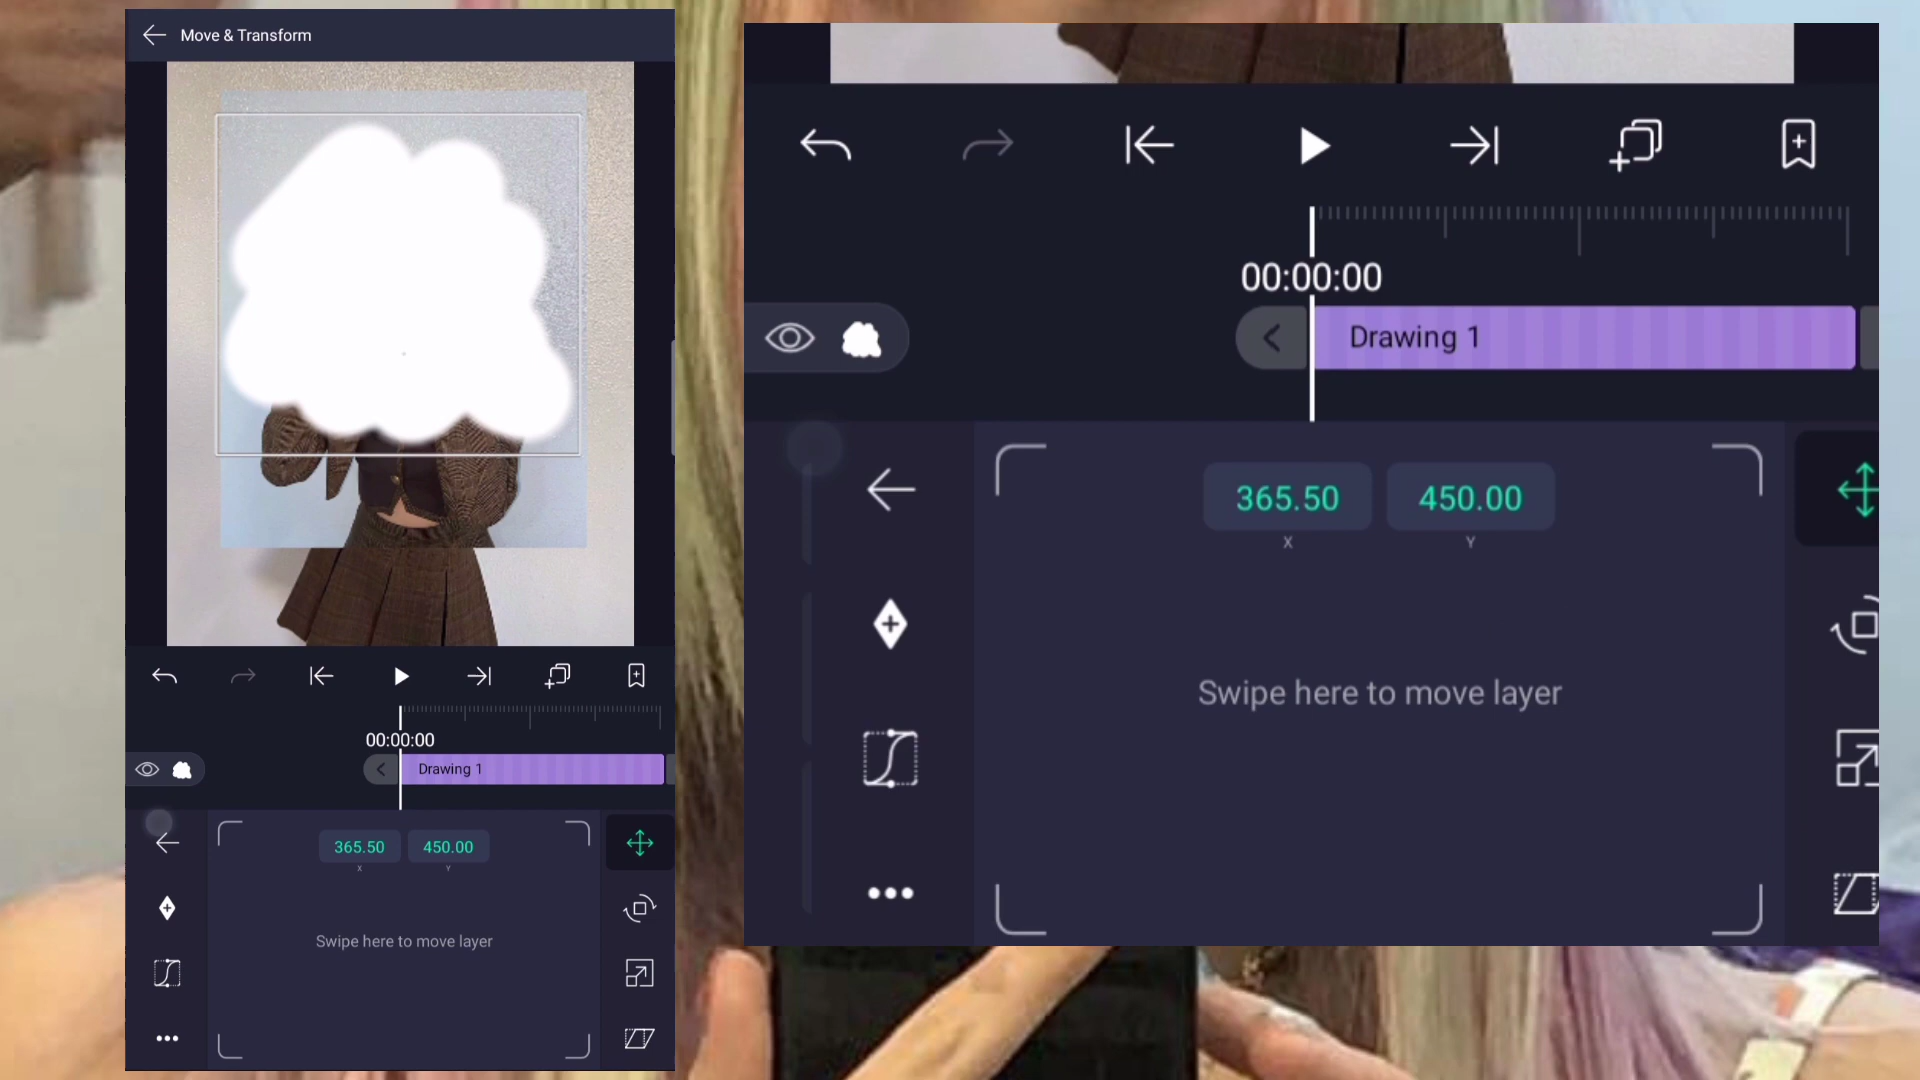 Move & Transform
00:00:00
Drawing 1
365.50
450.00
X
Y
Swipe here to move layer
00:00:00
Drawing 1
365.50
450.00
X
Y
Swipe here to move layer